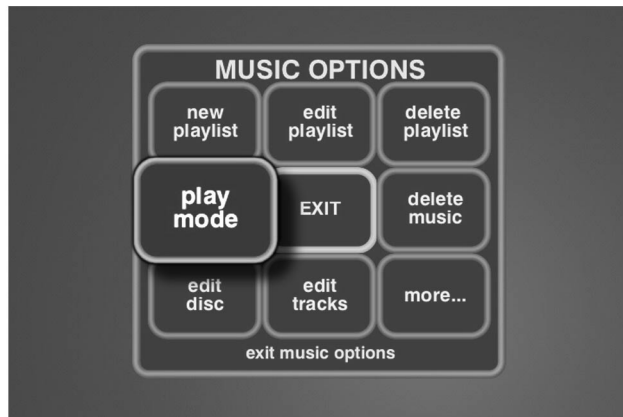 MUSIC OPTIONS
new
playlist
edit
playlist
delete
playlist
play
mode
EXIT
delete
music
edit
disc
edit
tracks
more...
exit music options